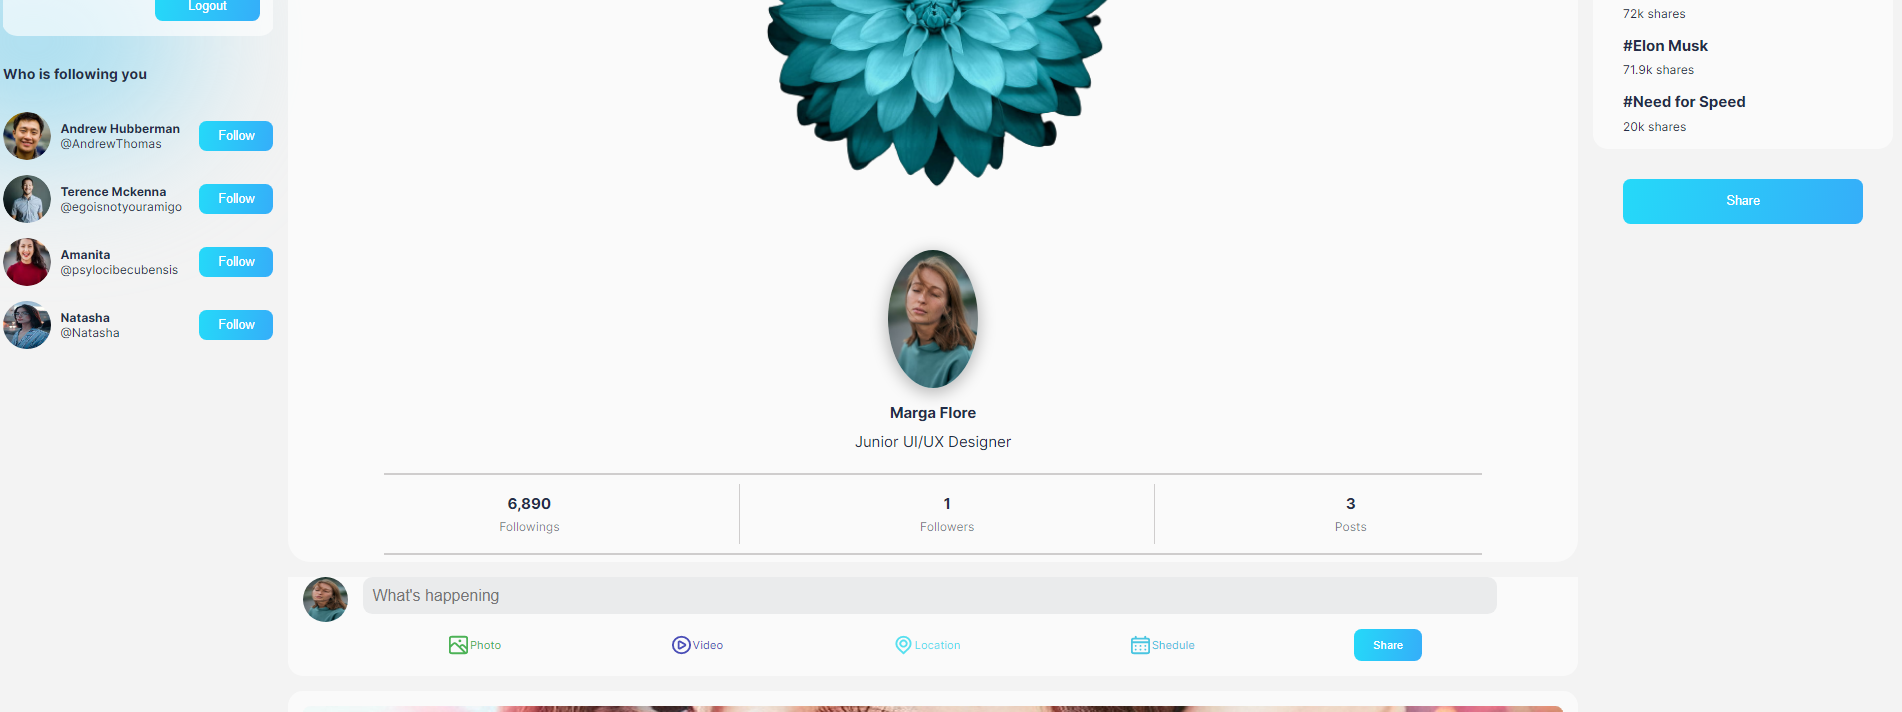 Logout
Who is following you
Andrew Hubberman
@AndrewThomas
Follow
Terence Mckenna
@egoisnotyouramigo
Follow
Amanita
@psylocibecubensis
Follow
Natasha
@Natasha
Follow
Marga Flore
Junior UI/UX Designer
6,890
Followings
1
Followers
3
Posts
What's happening
Photo
Video
Location
Shedule
Share
72k shares
#Elon Musk
71.9k shares
#Need for Speed
20k shares
Share